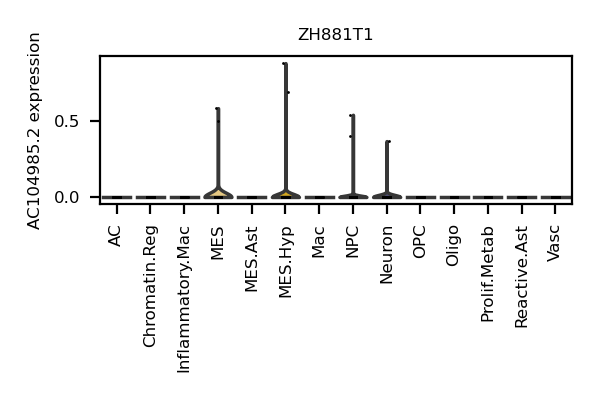 ZH881T1
AC104985.2 expression
0.5
0.0
AC
Chromatin.Reg
Inflammatory.Mac
MES
MES.Ast
MES.Hyp
Mac
NPC
Neuron
OPC
Oligo
Prolif.Metab
Reactive.Ast
Vasc